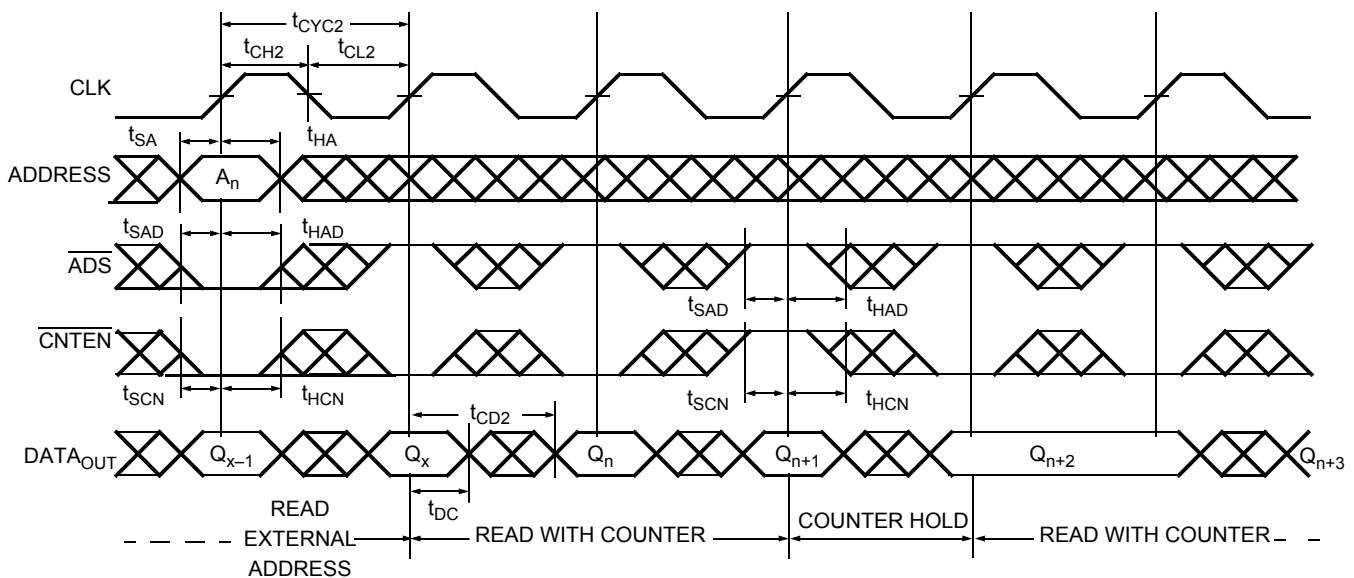 tCYC2
tCH2 tCL2
CLK
tSA tHA
ADDRESS An
tSAD tHAD
ADS
tSAD tHAD
CNTEN
tSCN tHCN tSCN tHCN
tCD2
DATAOUT Qx–1 Qx Qn Qn+1 Qn+2 Qn+3
tDC
READ
EXTERNAL
ADDRESS
READ WITH COUNTER COUNTER HOLD READ WITH COUNTER